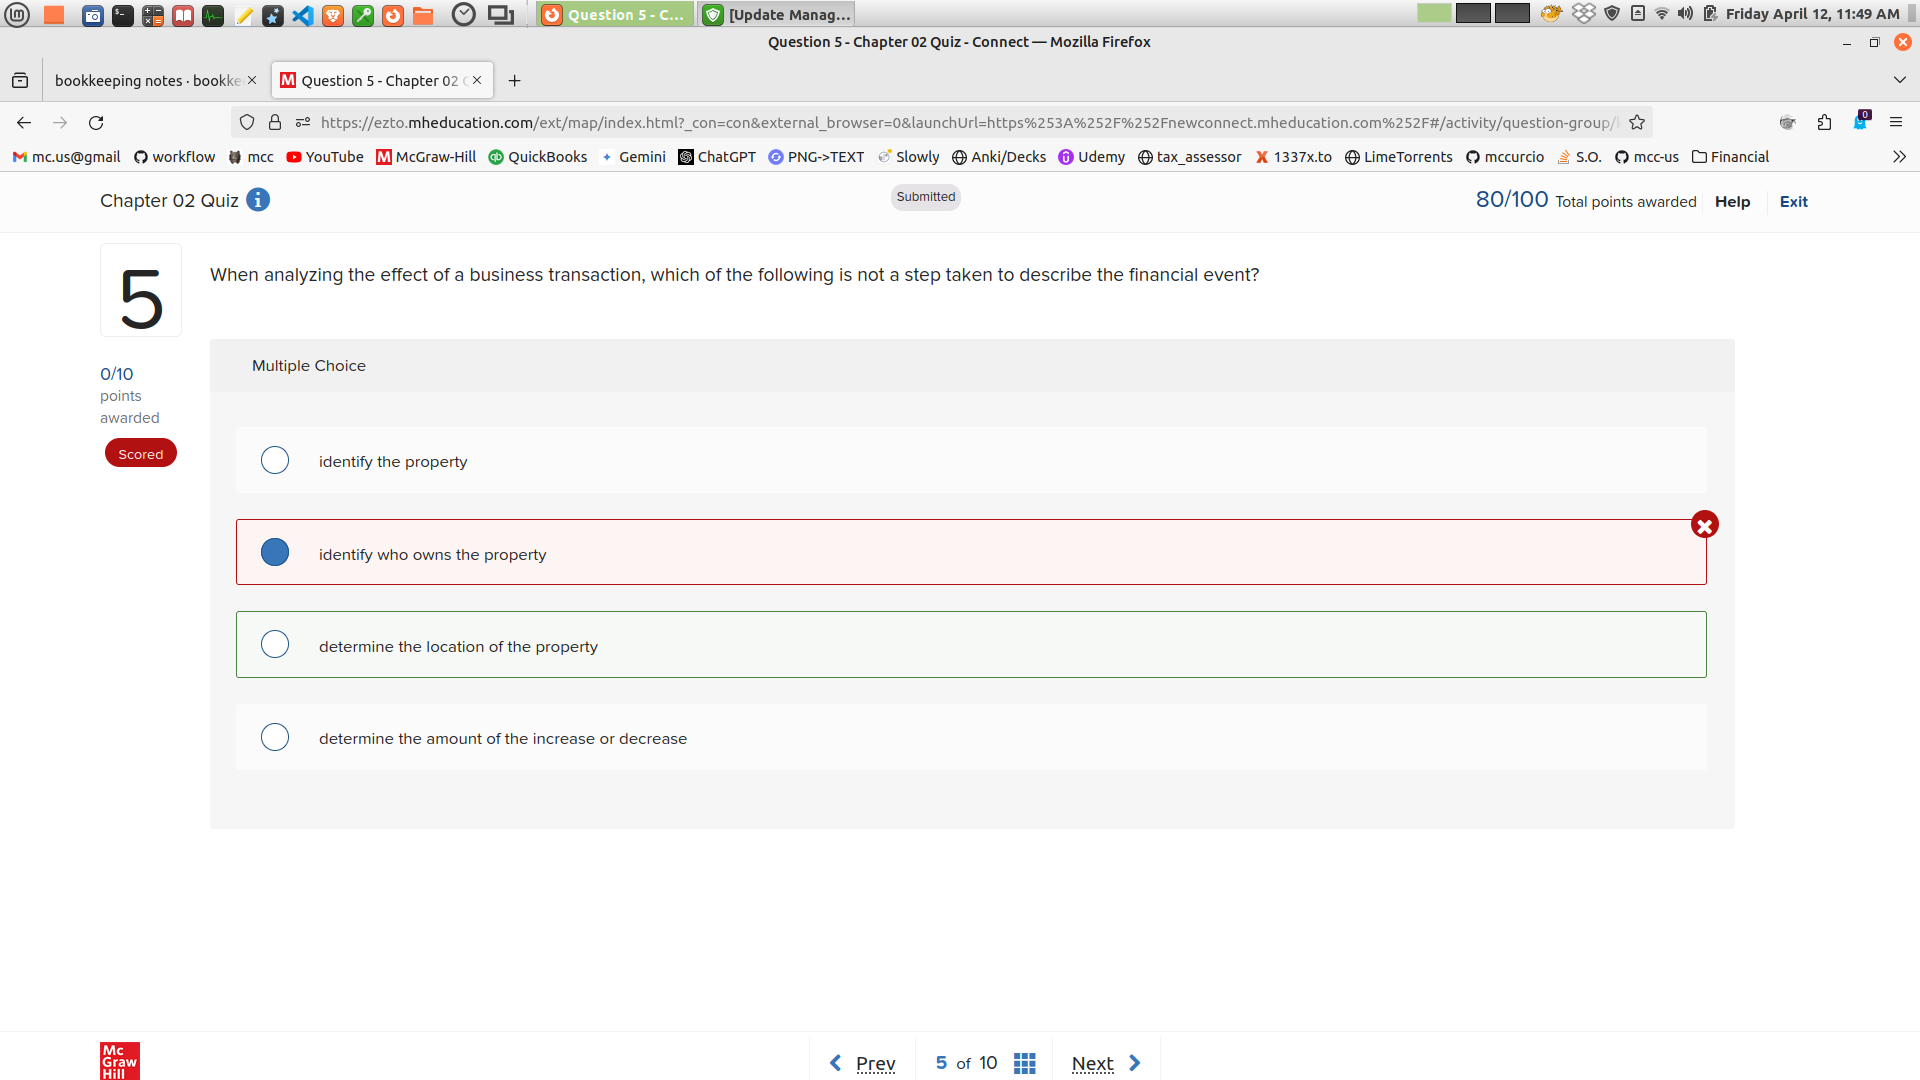 Question 5 - C...
[Update Manag...
Friday April 12, 11:49 AM
Question 5 - Chapter 02 Quiz - Connect — Mozilla Firefox
bookkeeping notes · bookke
Question 5 - Chapter 02
https://ezto.mheducation.com/ext/map/index.html?_con=con&external_browser=0&launchUrl=https%253A%252F%252Fnewconnect.mheducation.com%252F#/activity/question-group/
0
mc.us@gmail workflow mcc YouTube McGraw-Hill QuickBooks Gemini ChatGPT PNG->TEXT Slowly Anki/Decks Udemy tax_assessor 1337x.to LimeTorrents mccurcio S.O. mcc-us Financial
Chapter 02 Quiz
Submitted
80/100 Total points awarded
Help
Exit
5
When analyzing the effect of a business transaction, which of the following is not a step taken to describe the financial event?
0/10
points
awarded
Scored
Multiple Choice
identify the property
identify who owns the property
determine the location of the property
determine the amount of the increase or decrease
Mc
Graw
Hill
Prev
5 of 10
Next